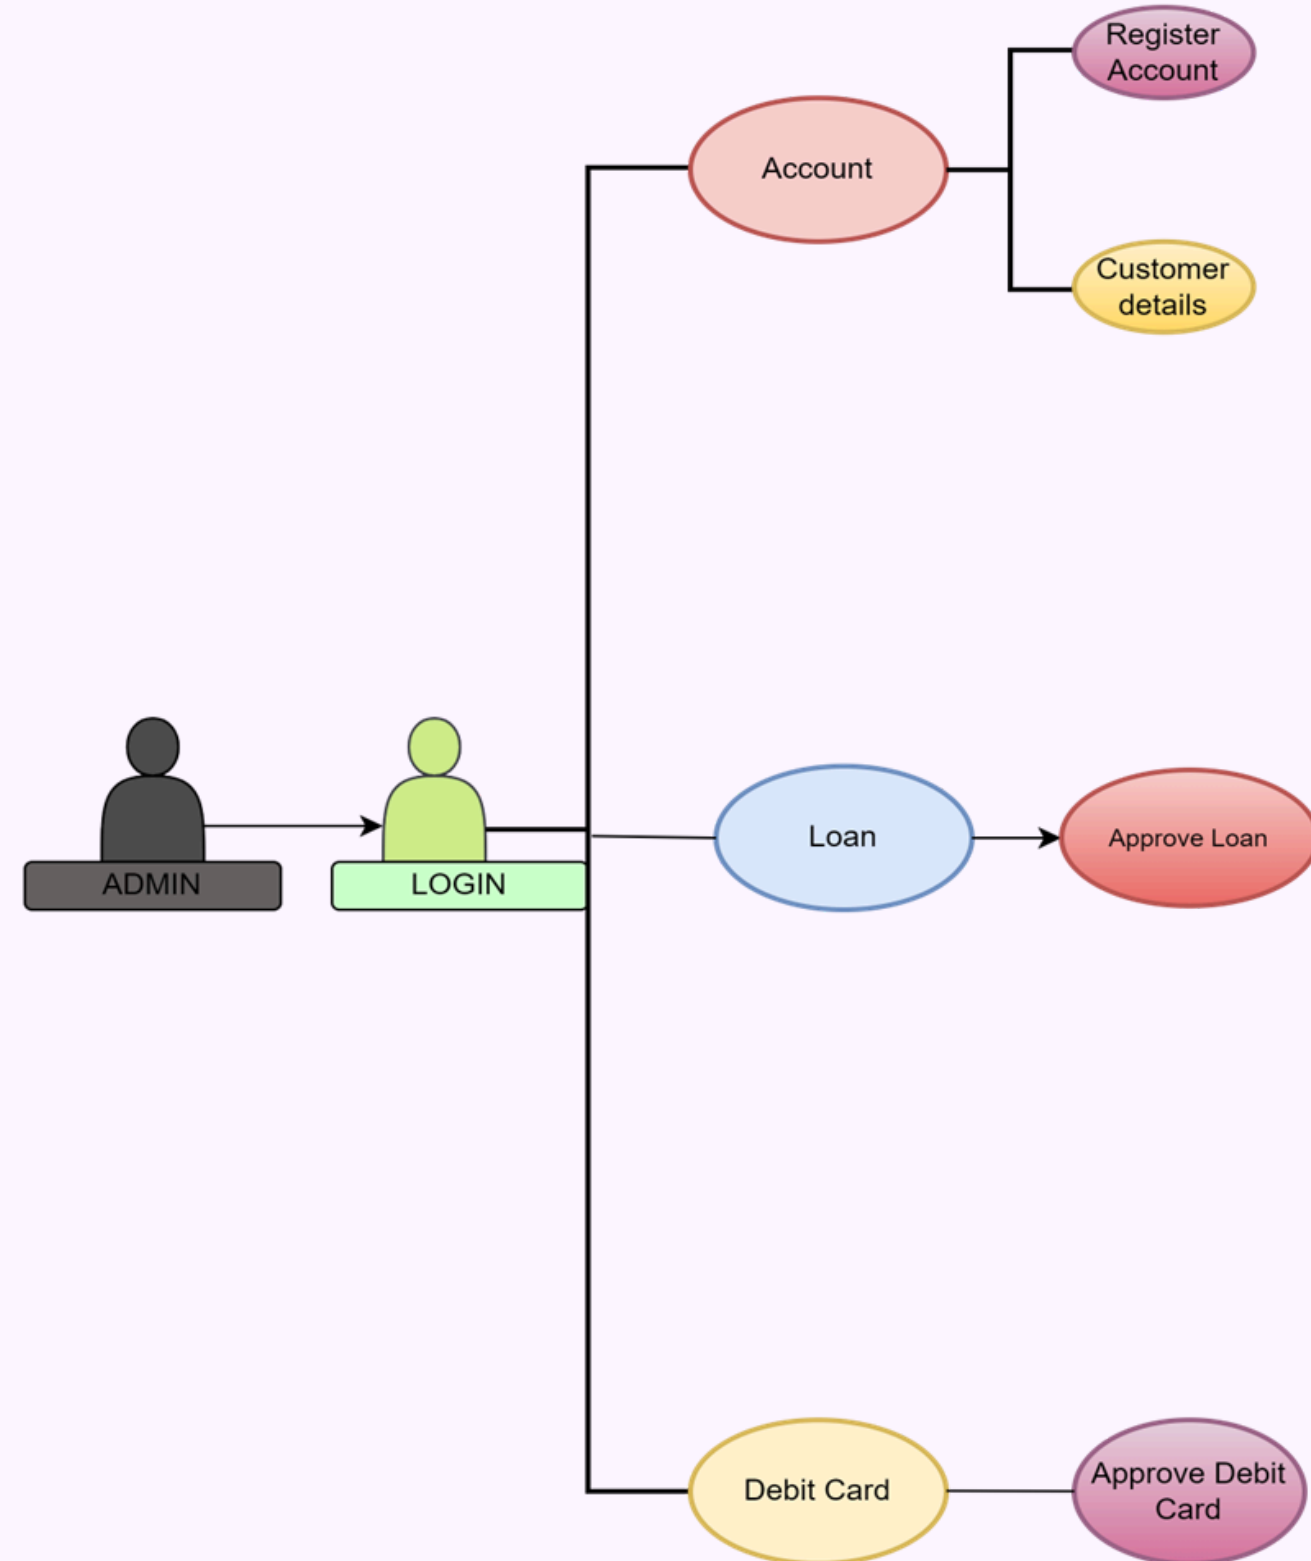 Register
Account
Account
Customer
details
ADMIN
LOGIN
Loan
Approve Loan
Debit Card
Approve Debit
Card